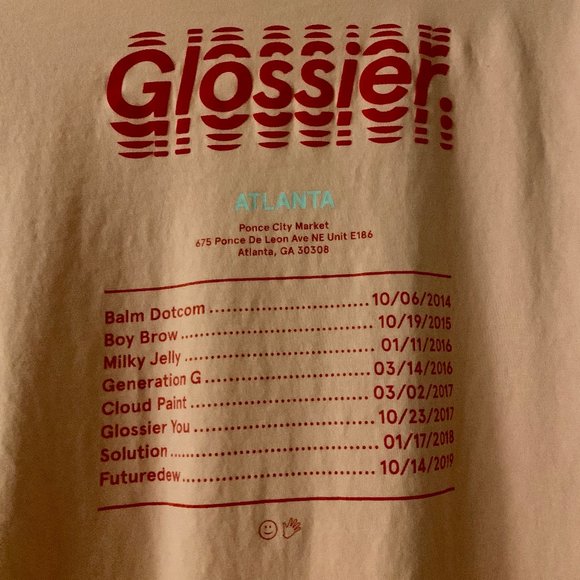 Glossier.
ATLANTA
Ponce City Market
675 Ponce De Leon Ave NE Unit E186
Atlanta, GA 30308
Balm Dotcom 10/06/2014
Boy Brow 10/19/2015
Milky Jelly 01/11/2016
Generation G 03/14/2016
Cloud Paint 03/02/2017
Glossier You 10/23/2017
Solution 01/17/2018
Futuredew 10/14/2019